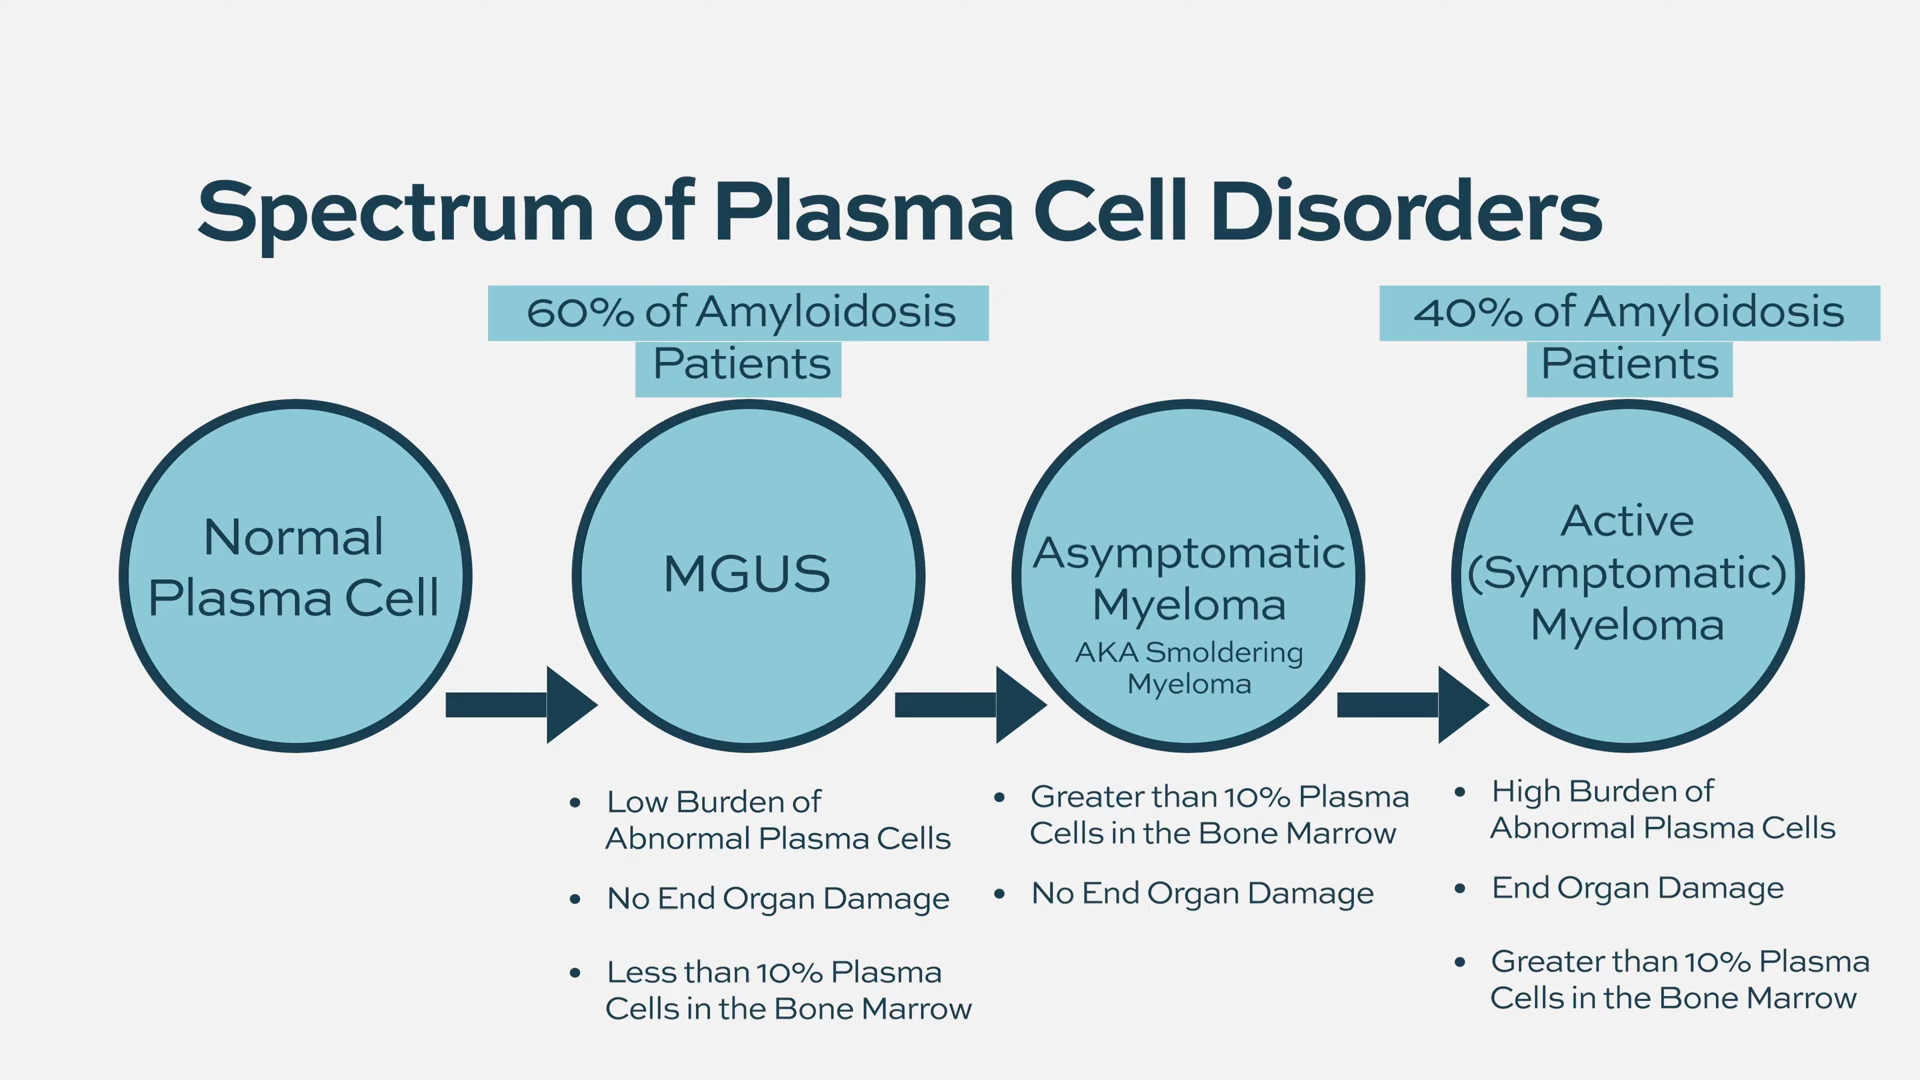 Spectrum of Plasma Cell Disorders
60% of Amyloidosis
Patients
40% of Amyloidosis
Patients
Normal
Plasma Cell
MGUS
Asymptomatic
Myeloma
AKA Smoldering
Myeloma
Active
(Symptomatic)
Myeloma
• Low Burden of
Abnormal Plasma Cells
• No End Organ Damage
• Less than 10% Plasma
Cells in the Bone Marrow
• Greater than 10% Plasma
Cells in the Bone Marrow
• No End Organ Damage
• High Burden of
Abnormal Plasma Cells
• End Organ Damage
• Greater than 10% Plasma
Cells in the Bone Marrow